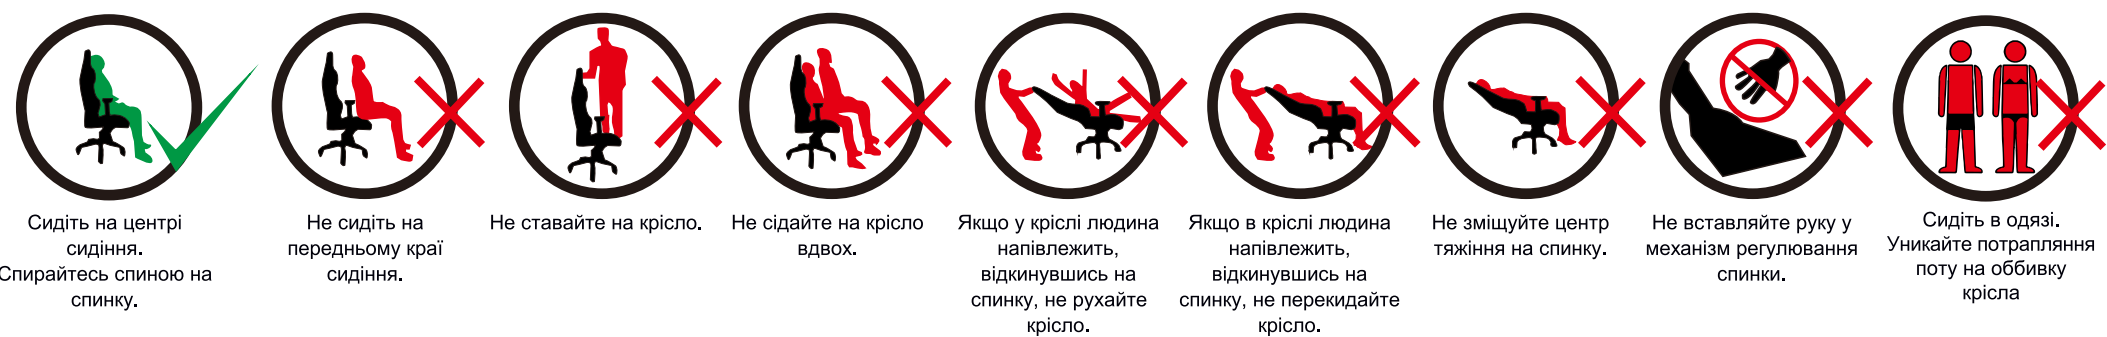 Сидіть на центрі
сидіння.
Спирайтесь спиною на
спинку.
Не сидіть на
передньому краї
сидіння.
Не ставайте на крісло.
Не сідайте на крісло
вдвох.
Якщо у кріслі людина
напівлежить,
відкинувшись на
спинку, не рухайте
крісло.
Якщо в кріслі людина
напівлежить,
відкинувшись на
спинку, не перекидайте
крісло.
Не зміщуйте центр
тяжіння на спинку.
Не вставляйте руку у
механізм регулювання
спинки.
Сидіть в одязі.
Уникайте потрапляння
поту на оббивку
крісла